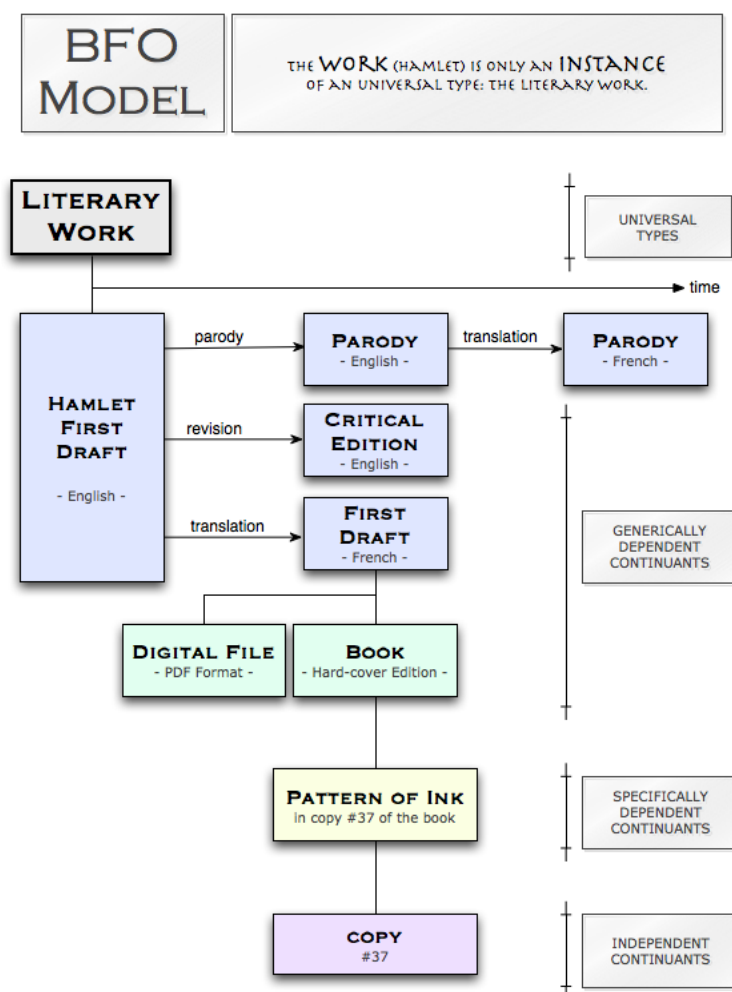 BFO
MODEL
THE WORK (HAMLET) IS ONLY AN INSTANCE
OF AN UNIVERSAL TYPE: THE LITERARY WORK.
LITERARY
WORK
UNIVERSAL
TYPES
time
HAMLET
FIRST
DRAFT
- English -
parody
PARODY
- English -
translation
PARODY
- French -
revision
CRITICAL
EDITION
- English -
translation
FIRST
DRAFT
- French -
GENERICALLY
DEPENDENT
CONTINUANTS
DIGITAL FILE
- PDF Format -
BOOK
- Hard-cover Edition -
PATTERN OF INK
in copy #37 of the book
SPECIFICALLY
DEPENDENT
CONTINUANTS
COPY
#37
INDEPENDENT
CONTINUANTS